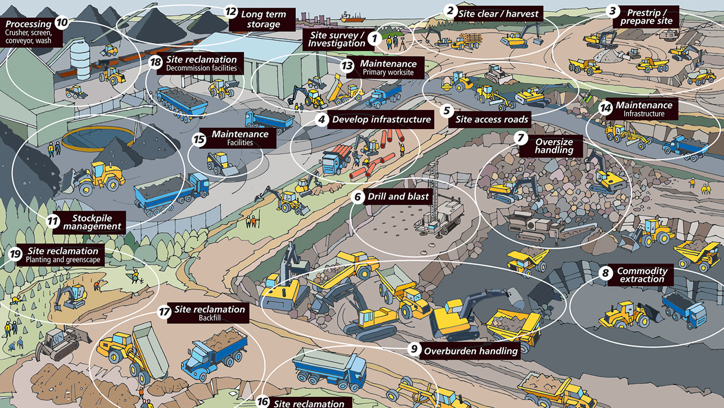 10
Processing
Crusher, screen,
conveyor, wash
12
Long term
storage
Site survey /
Investigation
1
2
Site clear / harvest
3
Prestrip /
prepare site
18
Site reclamation
Decommission facilities
13
Maintenance
Primary worksite
4
Develop infrastructure
5
Site access roads
14
Maintenance
Infrastructure
15
Maintenance
Facilities
7
Oversize
handling
6
Drill and blast
11
Stockpile
management
19
Site reclamation
Planting and greenscape
8
Commodity
extraction
17
Site reclamation
Backfill
9
Overburden handling
16
Site reclamation